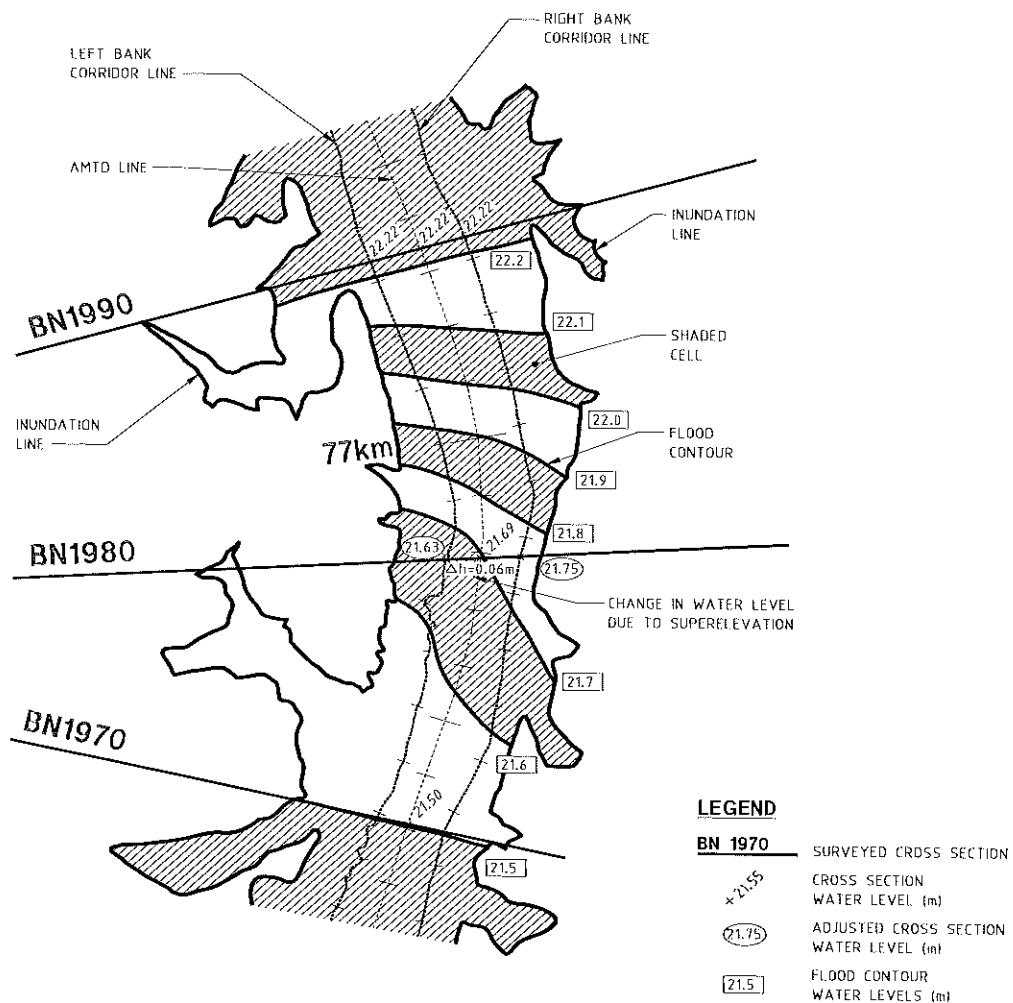 RIGHT BANK
CORRIDOR LINE
LEFT BANK
CORRIDOR LINE
AMTD LINE
INUNDATION
LINE
22.22
22.22
22.22
22.2
BN1990
22.1
SHADED
CELL
INUNDATION
LINE
22.0
FLOOD
CONTOUR
77km
21.9
21.8
21.69
BN1980
21.63
21.75
△h=0.06m
CHANGE IN WATER LEVEL
DUE TO SUPERELEVATION
21.7
BN1970
21.6
21.50
21.5
LEGEND
BN 1970 SURVEYED CROSS SECTION
+ 21.55 CROSS SECTION
WATER LEVEL (m)
21.75 ADJUSTED CROSS SECTION
WATER LEVEL (m)
21.5 FLOOD CONTOUR
WATER LEVELS (m)